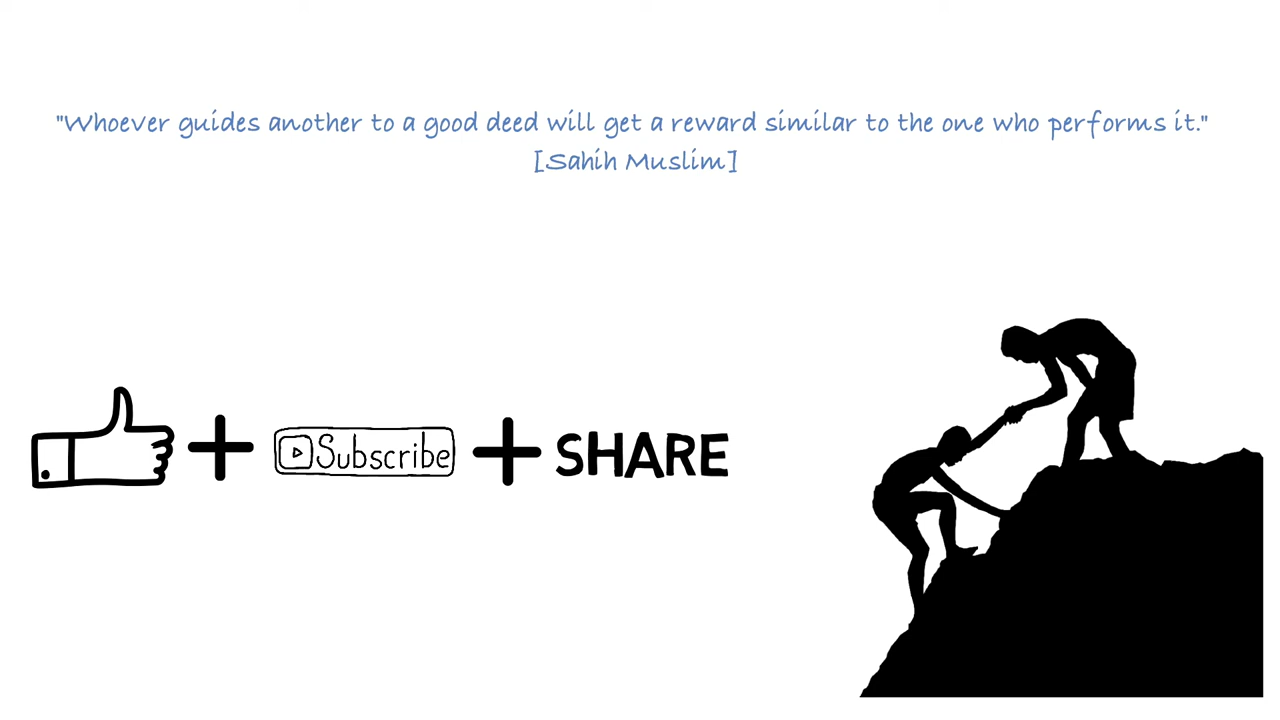 "Whoever guides another to a good deed will get a reward similar to the one who performs it."
[Sahih Muslim]
Subscribe
SHARE